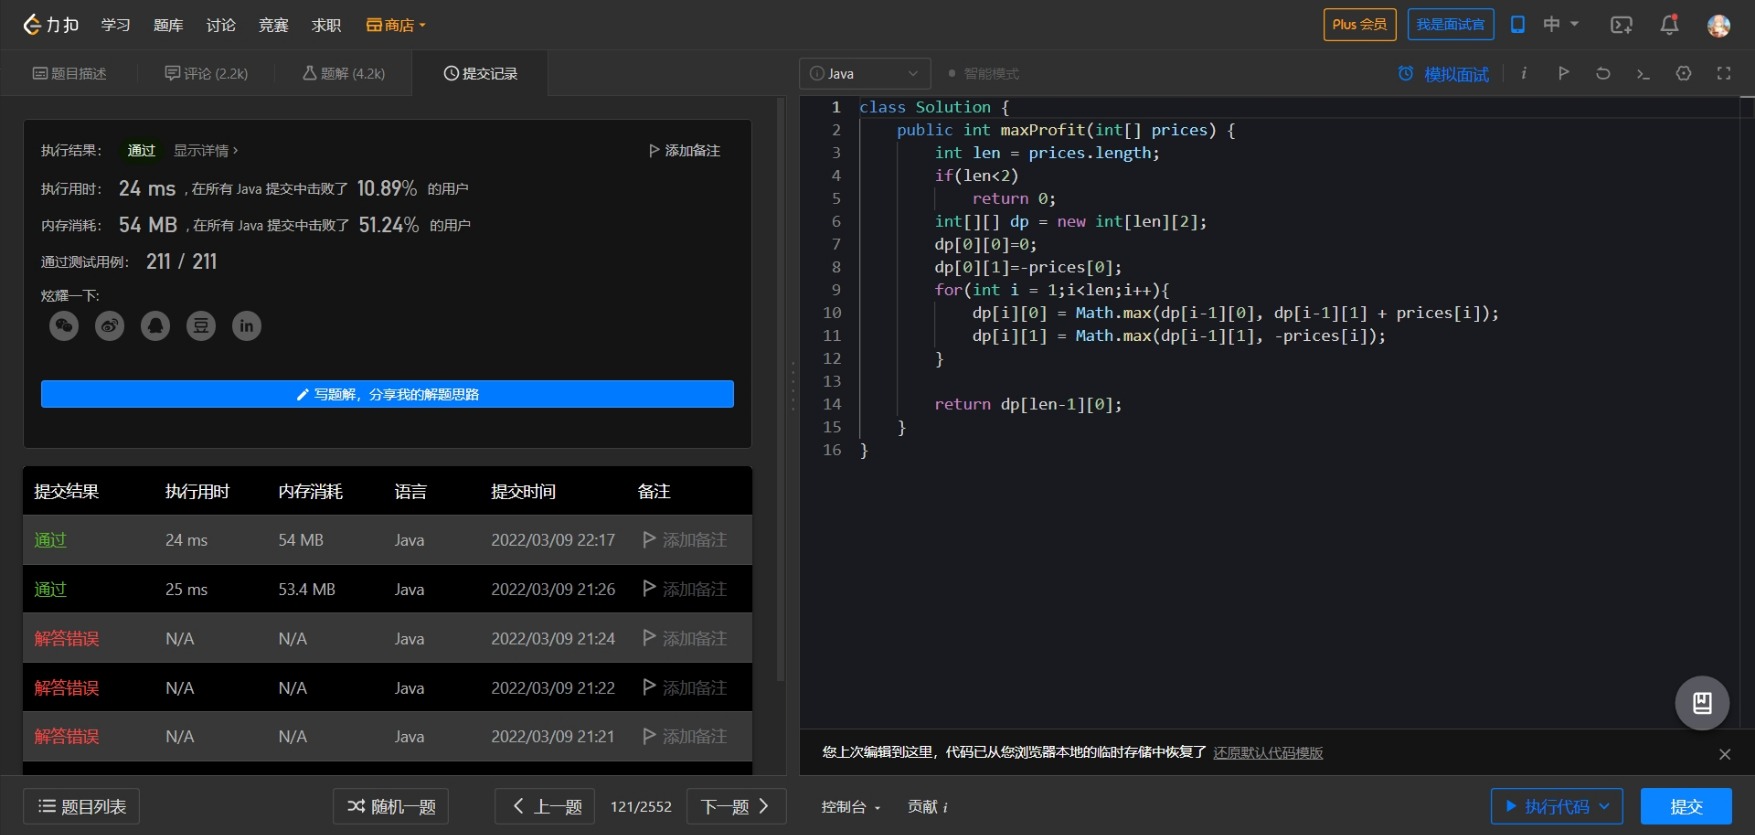 力扣 学习 题库 讨论 竞赛 求职 商店 Plus 会员 我是面试官 中
题目描述 评论 (2.2k) 题解 (4.2k) 提交记录
执行结果： 通过 显示详情 › 添加备注
执行用时： 24 ms , 在所有 Java 提交中击败了 10.89% 的用户
内存消耗： 54 MB , 在所有 Java 提交中击败了 51.24% 的用户
通过测试用例： 211 / 211
炫耀一下:
豆 in
写题解，分享我的解题思路
提交结果 执行用时 内存消耗 语言 提交时间 备注
通过 24 ms 54 MB Java 2022/03/09 22:17 添加备注
通过 25 ms 53.4 MB Java 2022/03/09 21:26 添加备注
解答错误 N/A N/A Java 2022/03/09 21:24 添加备注
解答错误 N/A N/A Java 2022/03/09 21:22 添加备注
解答错误 N/A N/A Java 2022/03/09 21:21 添加备注
题目列表 随机一题 上一题 121/2552 下一题
Java 智能模式 模拟面试 i
1 class Solution {
2 public int maxProfit(int[] prices) {
3 int len = prices.length;
4 if(len<2)
5 return 0;
6 int[][] dp = new int[len][2];
7 dp[0][0]=0;
8 dp[0][1]=-prices[0];
9 for(int i = 1;i<len;i++){
10 dp[i][0] = Math.max(dp[i-1][0], dp[i-1][1] + prices[i]);
11 dp[i][1] = Math.max(dp[i-1][1], -prices[i]);
12 }
13
14 return dp[len-1][0];
15 }
16 }
您上次编辑到这里，代码已从您浏览器本地的临时存储中恢复了 还原默认代码模版
控制台 贡献 i 执行代码 提交